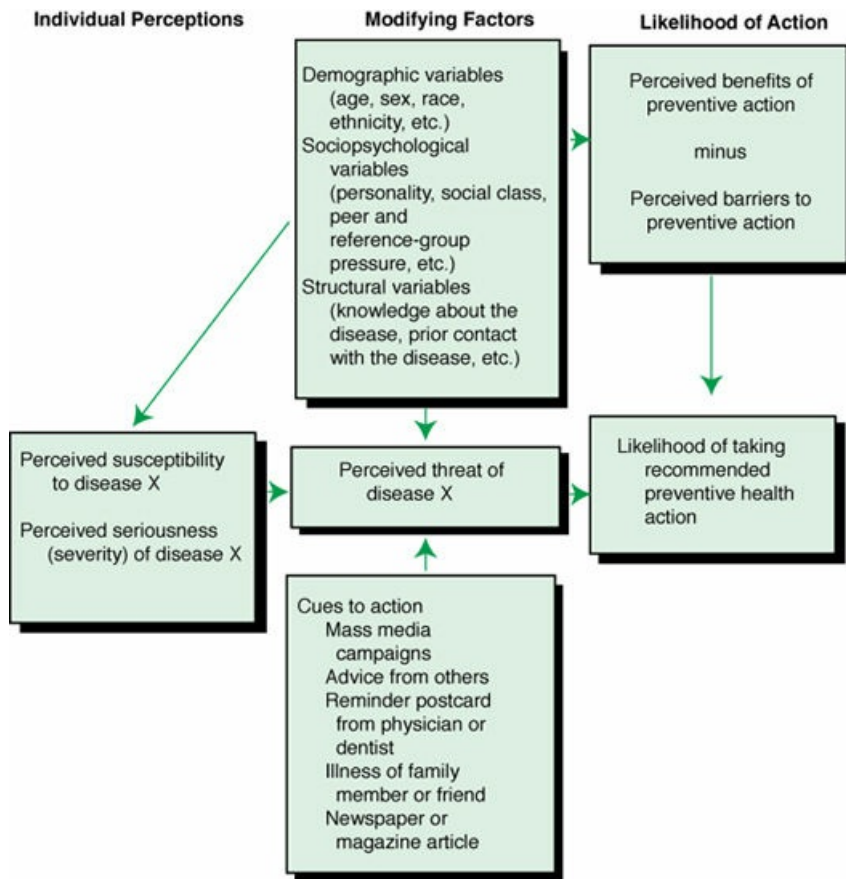 Individual Perceptions
Modifying Factors
Likelihood of Action
Demographic variables
(age, sex, race,
ethnicity, etc.)
Sociopsychological
variables
(personality, social class,
peer and
reference-group
pressure, etc.)
Structural variables
(knowledge about the
disease, prior contact
with the disease, etc.)
Perceived benefits of
preventive action
minus
Perceived barriers to
preventive action
Perceived susceptibility
to disease X
Perceived seriousness
(severity) of disease X
Perceived threat of
disease X
Likelihood of taking
recommended
preventive health
action
Cues to action
Mass media
campaigns
Advice from others
Reminder postcard
from physician or
dentist
Illness of family
member or friend
Newspaper or
magazine article